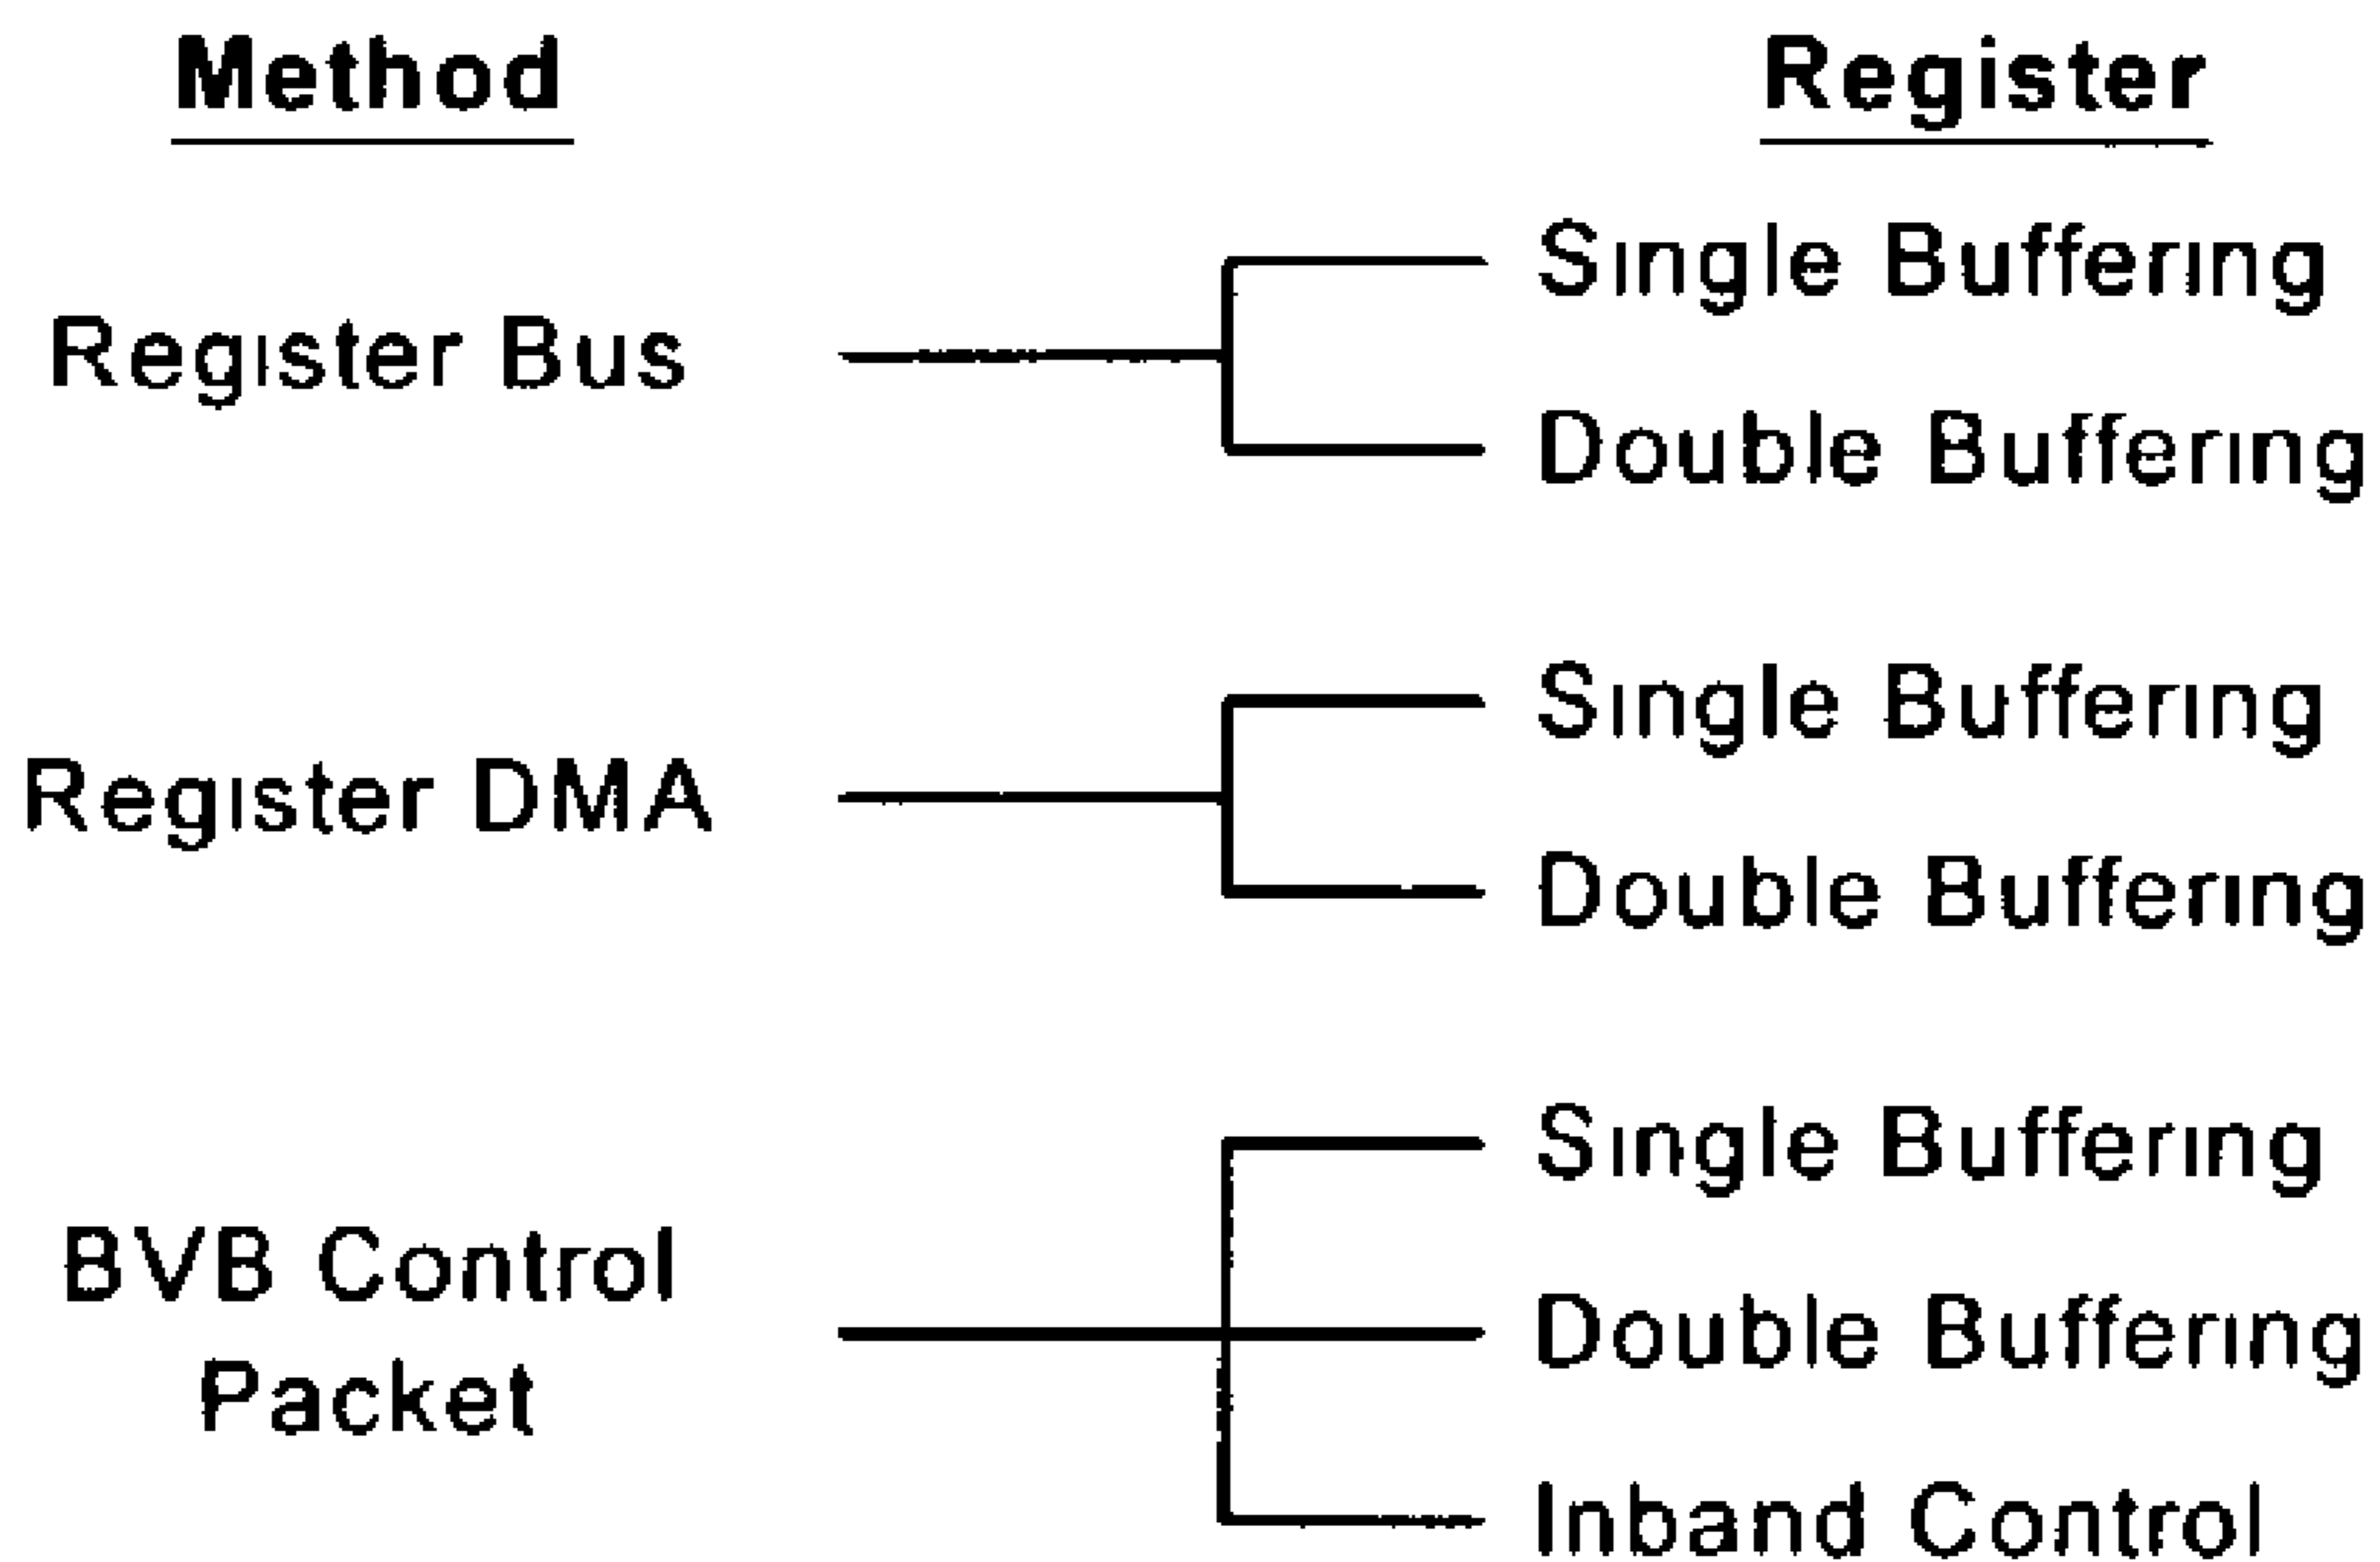 Method
Register
Register Bus
Single Buffering
Double Buffering
Register DMA
Single Buffering
Double Buffering
BVB Control
Packet
Single Buffering
Double Buffering
Inband Control